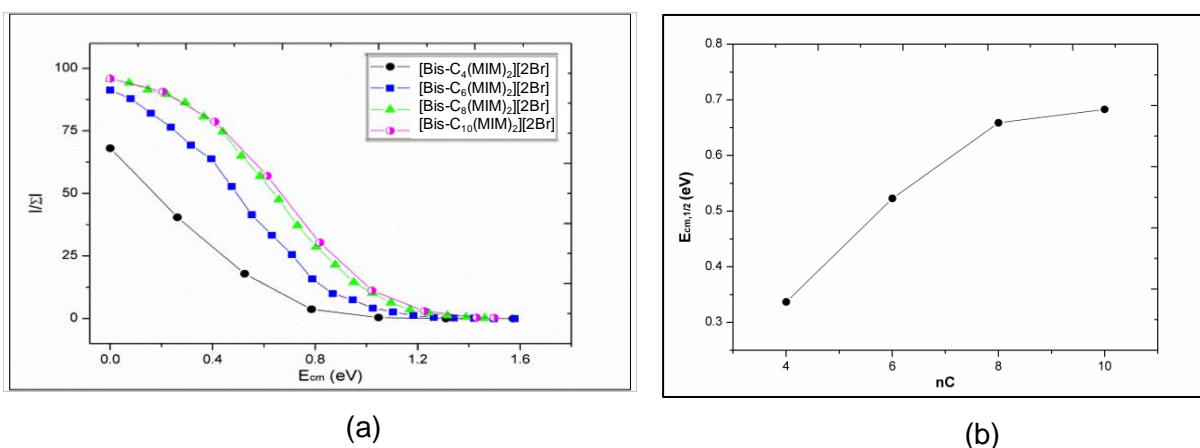 100
75
50
25
0
I/ΣI
0.0 0.4 0.8 1.2 1.6
Ecm (eV)
[Bis-C4(MIM)2][2Br]
[Bis-C6(MIM)2][2Br]
[Bis-C8(MIM)2][2Br]
[Bis-C10(MIM)2][2Br]
(a)
0.8
0.7
0.6
0.5
0.4
0.3
Ecm,1/2 (eV)
4 6 8 10
nC
(b)